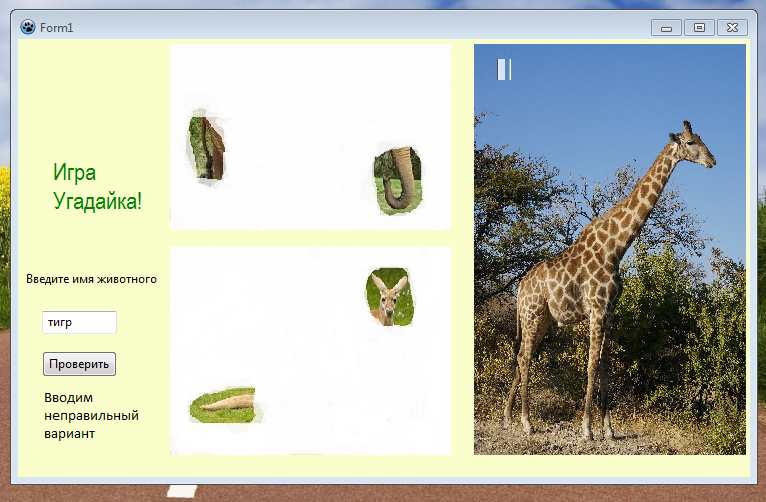 Form1
Игра
Угадайка!
Введите имя животного
тигр
Проверить
Вводим
неправильный
вариант